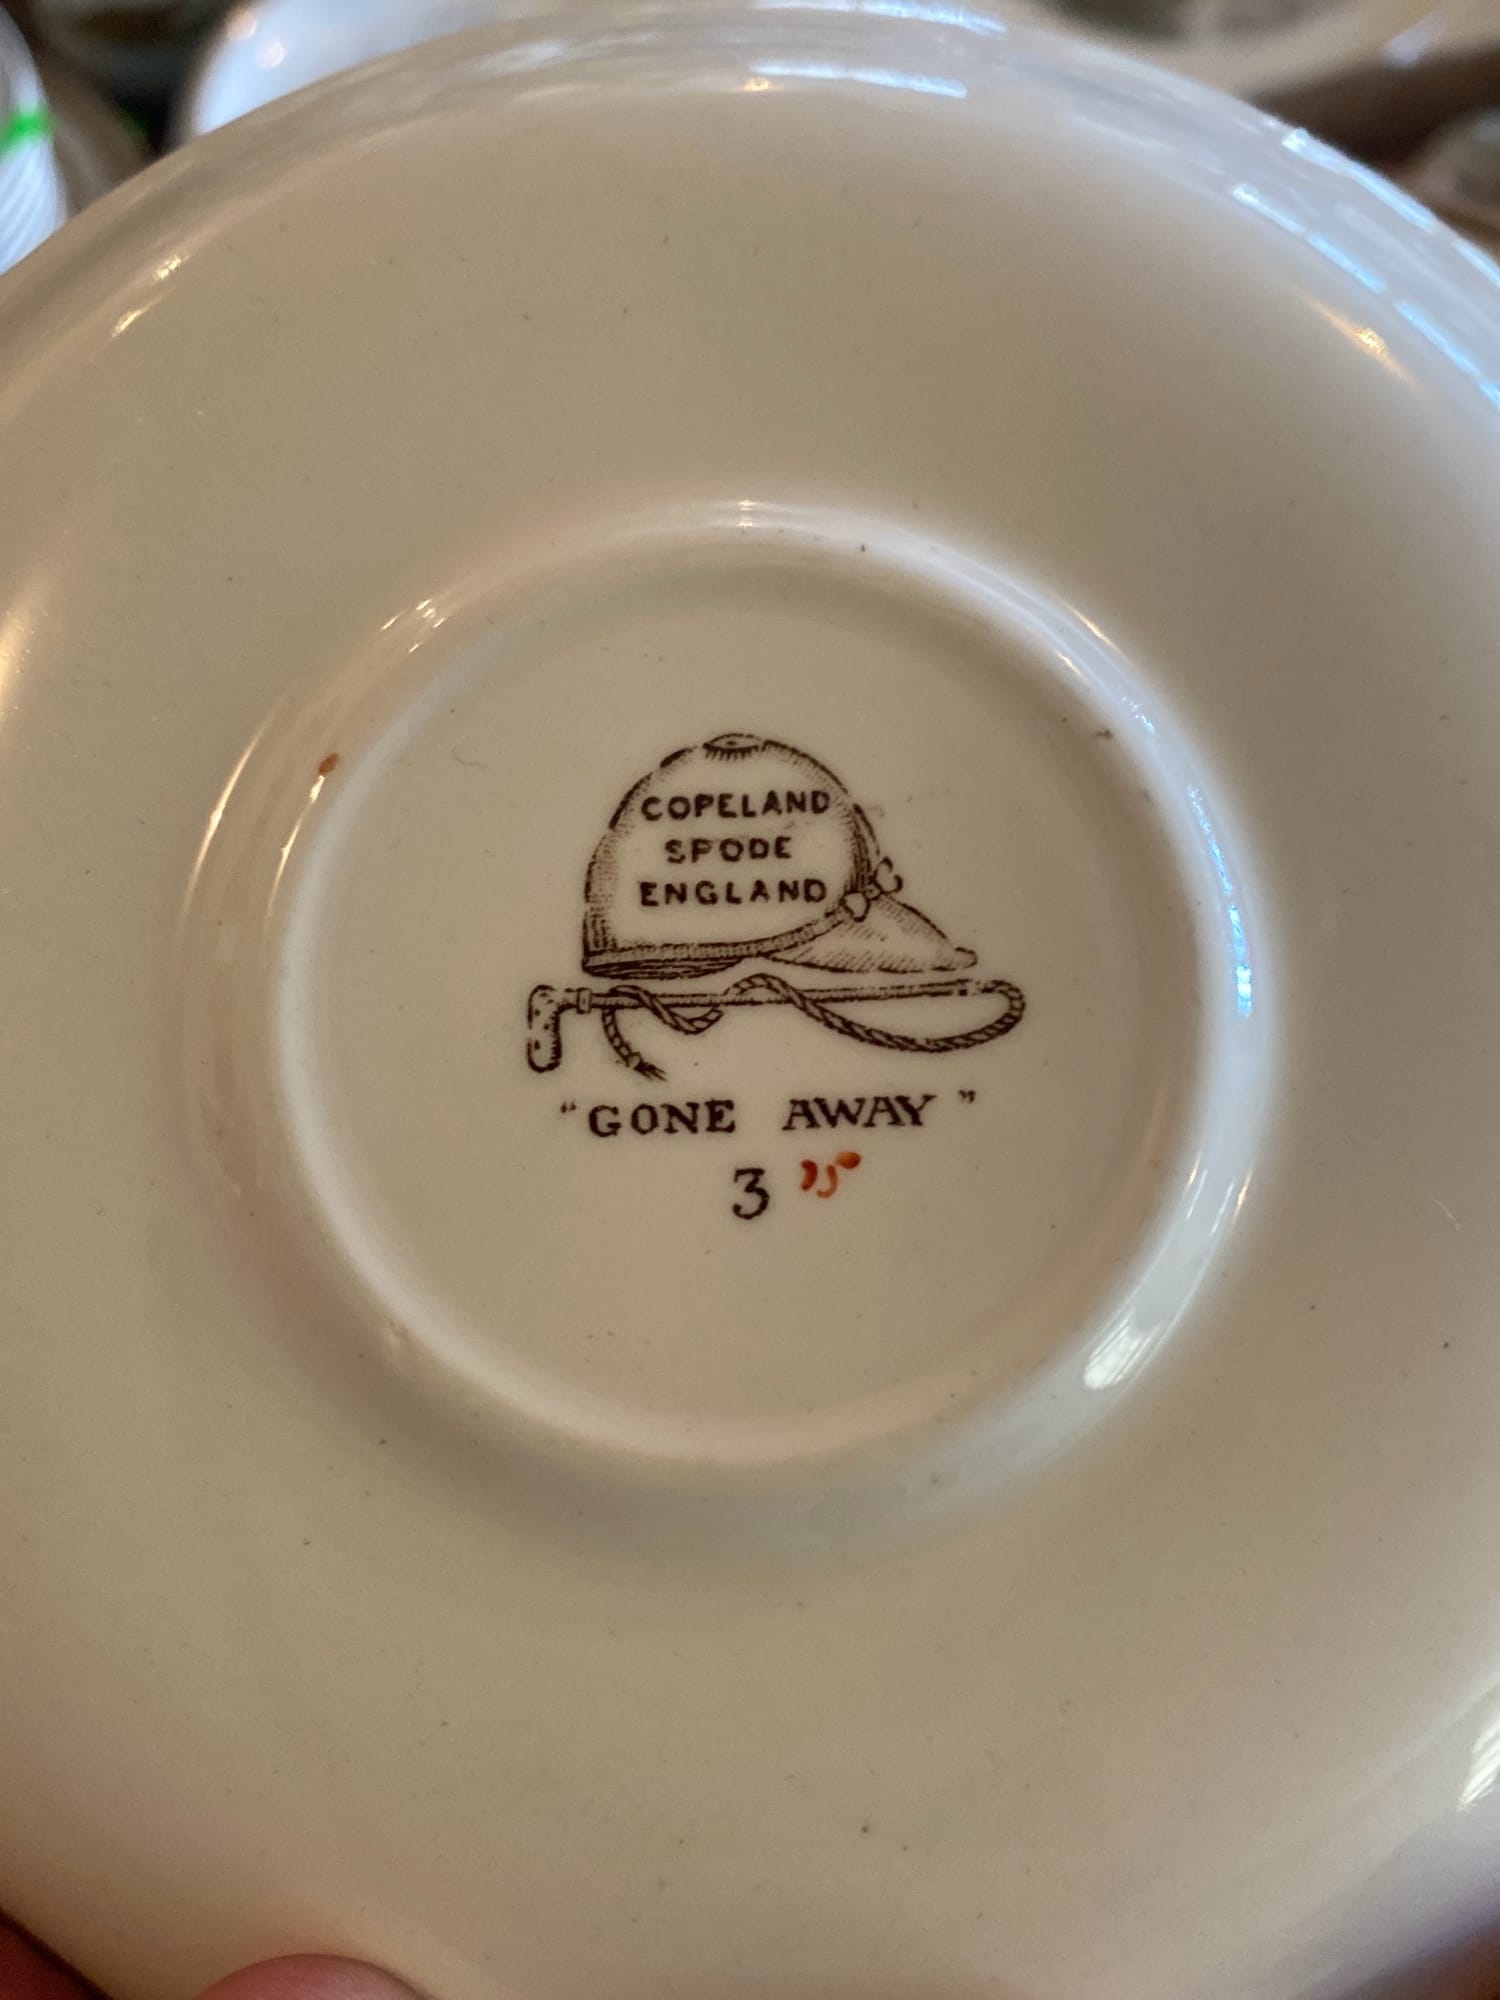 COPELAND
SPODE
ENGLAND
"GONE AWAY"
3